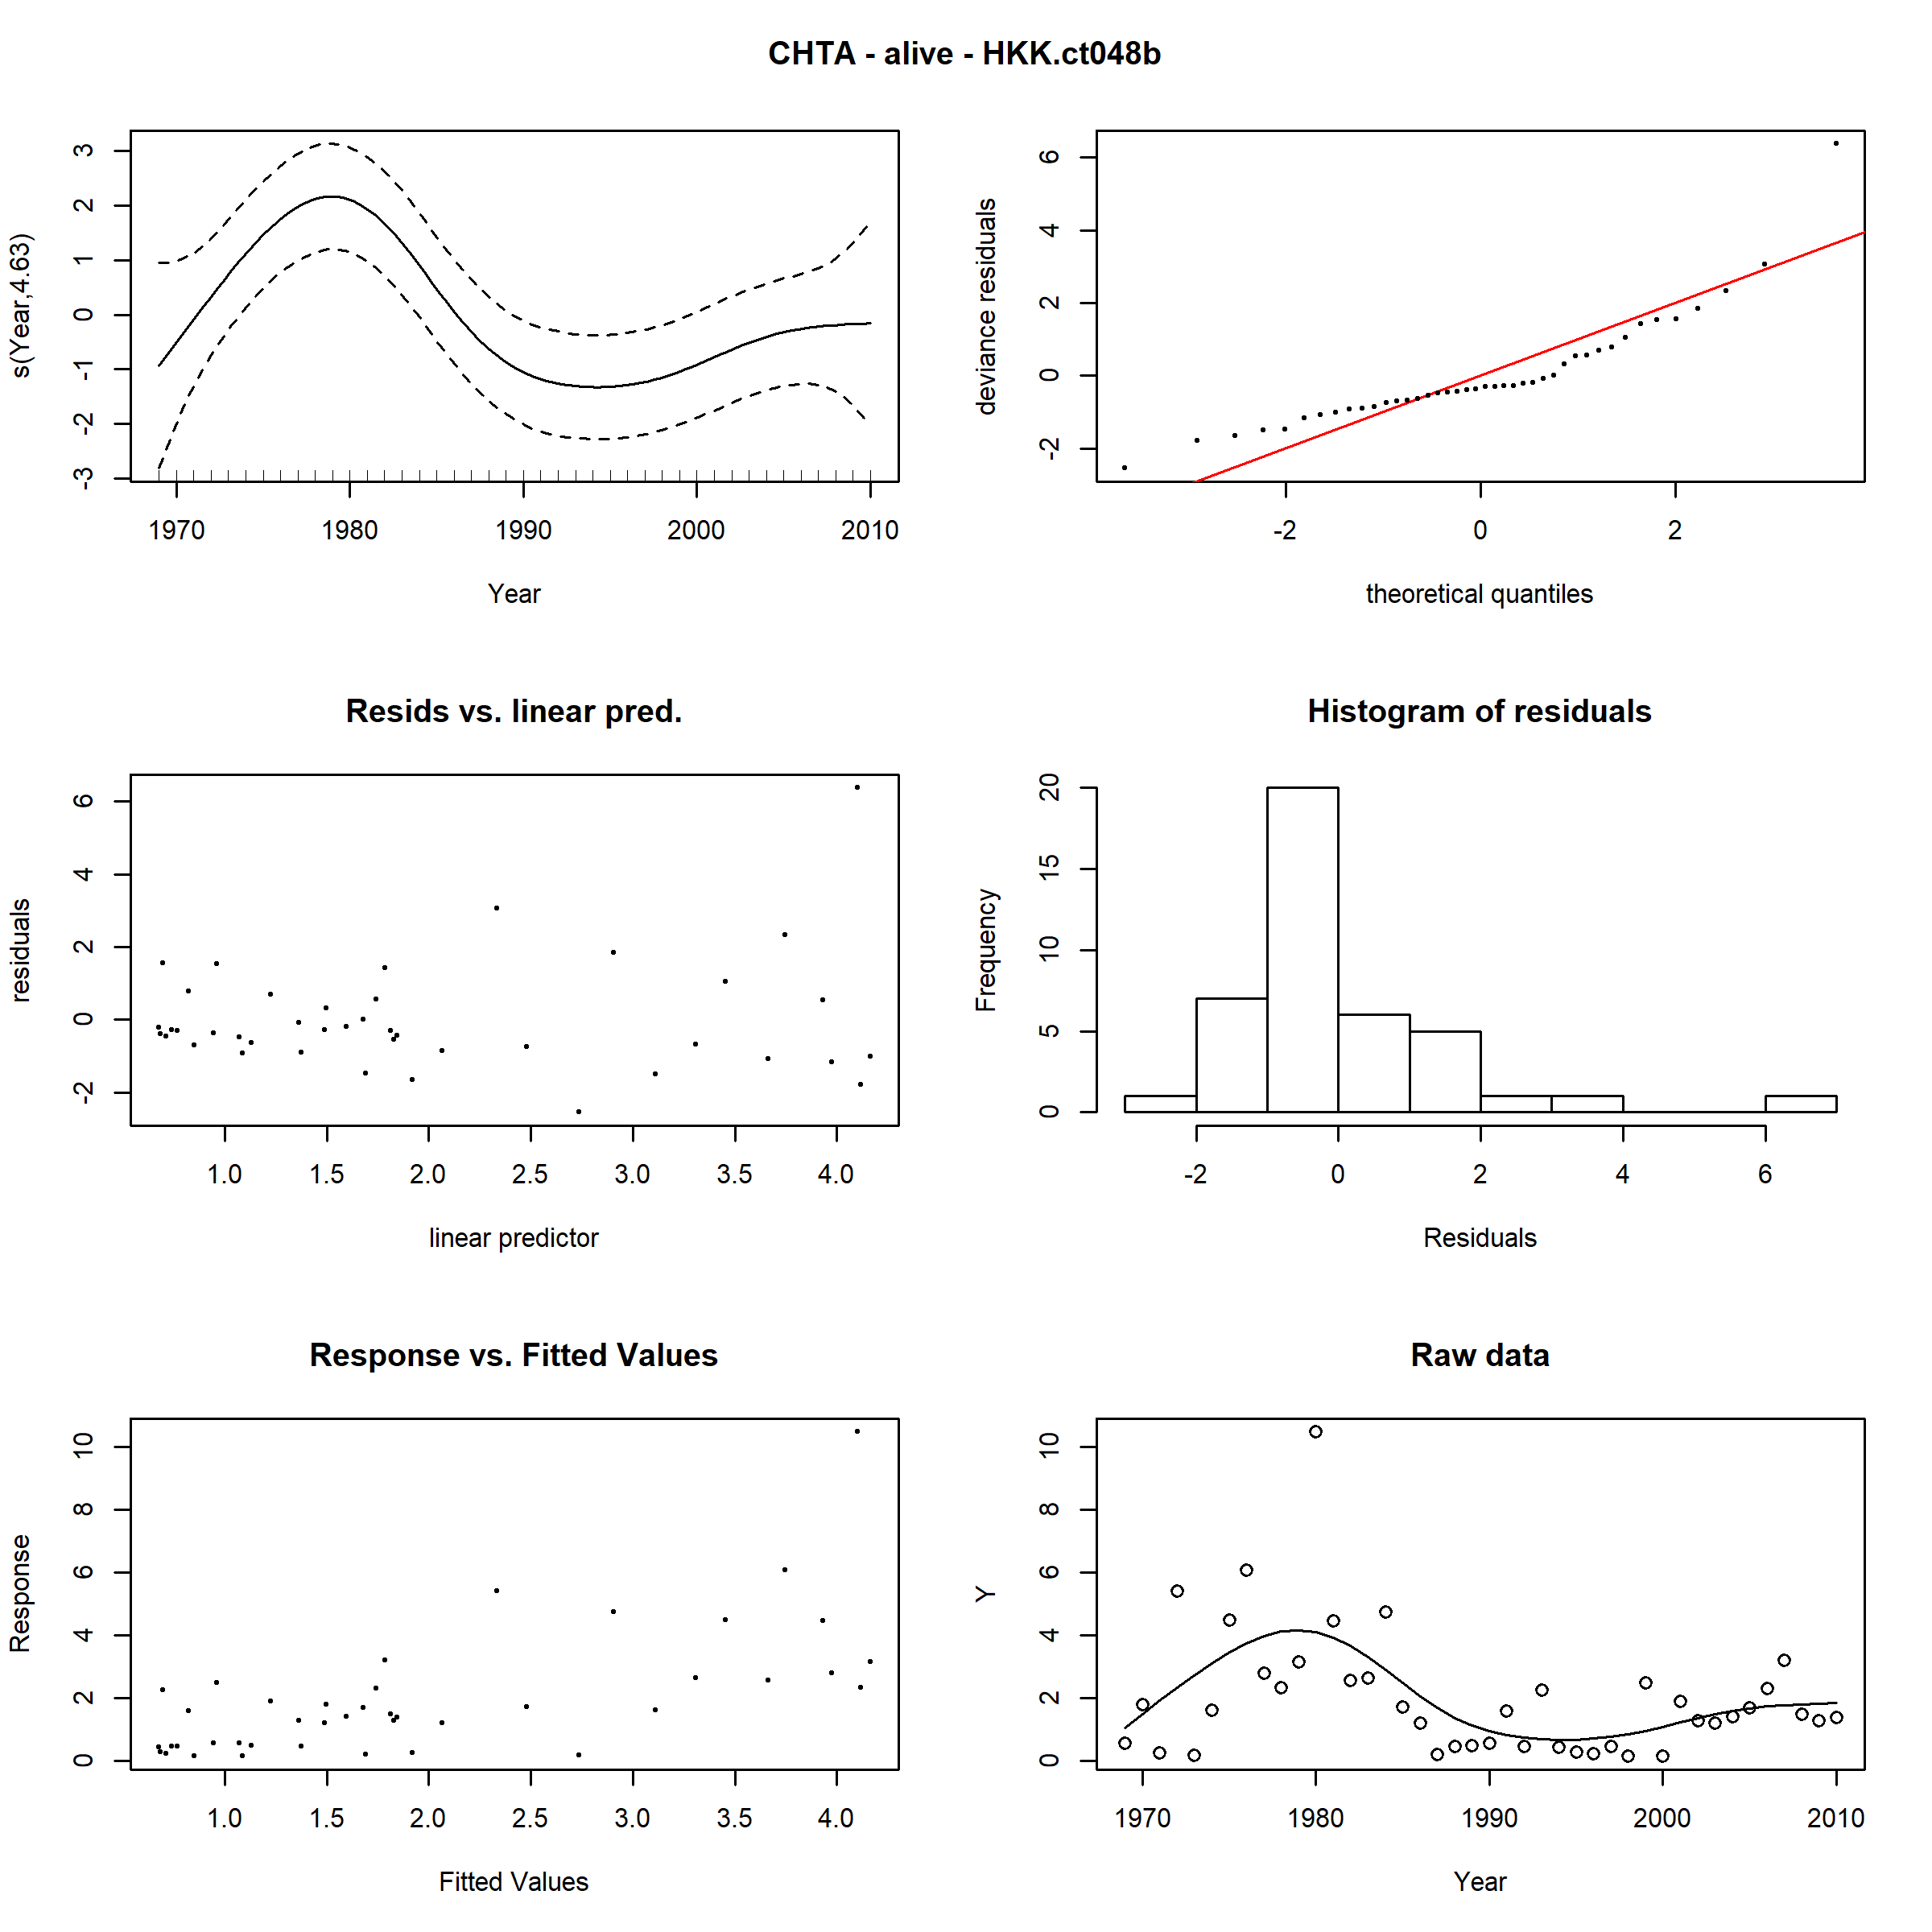 CHTA - alive - HKK.ct048b
3
2
1
0
-1
-2
-3
s(Year,4.63)
1970 1980 1990 2000 2010
Year
6
4
2
0
-2
deviance residuals
-2 0 2
theoretical quantiles
Resids vs. linear pred.
6
4
2
0
-2
residuals
1.0 1.5 2.0 2.5 3.0 3.5 4.0
linear predictor
Histogram of residuals
20
15
10
5
0
Frequency
-2 0 2 4 6
Residuals
Response vs. Fitted Values
10
8
6
4
2
0
Response
1.0 1.5 2.0 2.5 3.0 3.5 4.0
Fitted Values
Raw data
10
8
6
4
2
0
Y
1970 1980 1990 2000 2010
Year